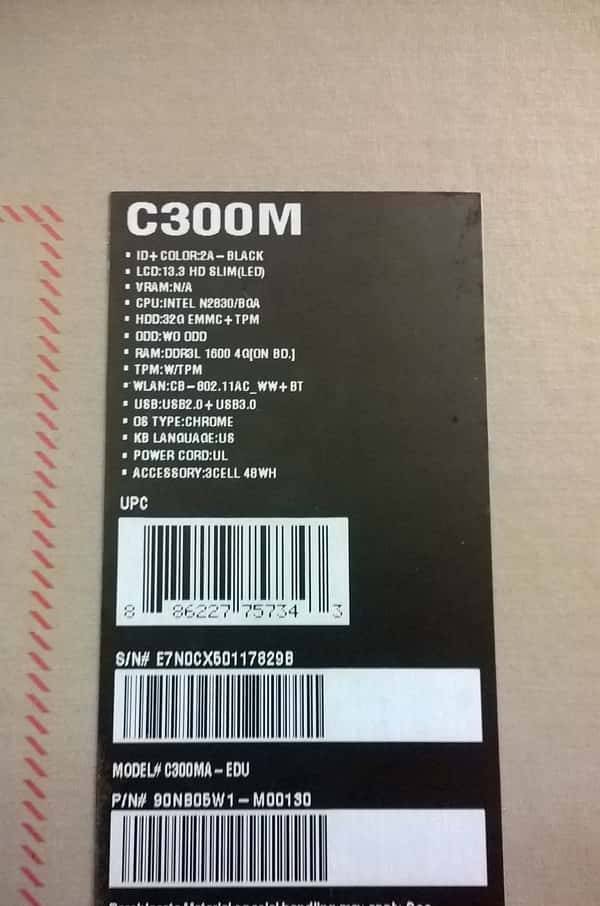 C300M
▪ ID+COLOR:2A-BLACK
▪ LCD:13.3 HD SLIM(LED)
▪ VRAM:N/A
▪ CPU:INTEL N2830/BGA
▪ HDD:32G EMMC+TPM
▪ ODD:WO ODD
▪ RAM:DDR3L 1600 4G[ON BD.]
▪ TPM:W/TPM
▪ WLAN:CB-802.11AC_WW+BT
▪ USB:USB2.0+USB3.0
▪ OS TYPE:CHROME
▪ KB LANGUAGE:US
▪ POWER CORD:UL
▪ ACCESSORY:3CELL 48WH
UPC
8 86227 75734 3
S/N# E7N0CX50117829B
MODEL# C300MA-EDU
P/N# 90NB05W1-M00130